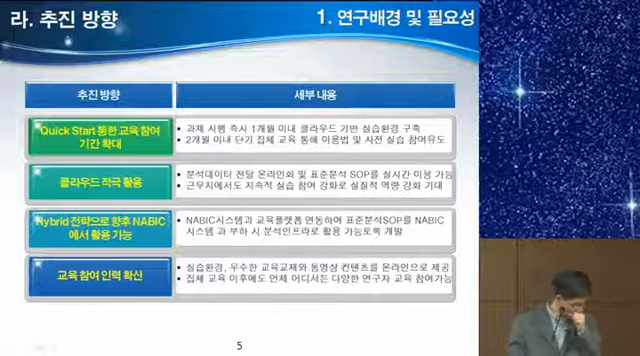 라. 추진 방향
1. 연구배경 및 필요성
추진 방향
세부 내용
Quick Start 통한 교육 참여
기간 확대
• 과제 시행 즉시 1개월 이내 클라우드 기반 실습환경 구축
• 2개월 이내 단기 집체 교육 통해 이용법 및 사전 실습 참여유도
클라우드 적극 활용
• 분석데이터 전달 온라인화 및 표준분석 SOP를 실시간 이용 가능
• 근무지에서도 지속적 실습 참여 강화로 실질적 역량 강화 기대
Hybrid 전략으로 향후 NABIC
에서 활용 가능
• NABIC시스템과 교육플랫폼 연동하여 표준분석SOP를 NABIC
시스템 과 부하 시 분석인프라로 활용 가능토록 개발
교육 참여 인력 확산
• 실습환경, 우수한 교육교재와 동영상 컨텐츠를 온라인으로 제공
• 집체 교육 이후에도 언제 어디서든 다양한 연구자 교육 참여가능
5